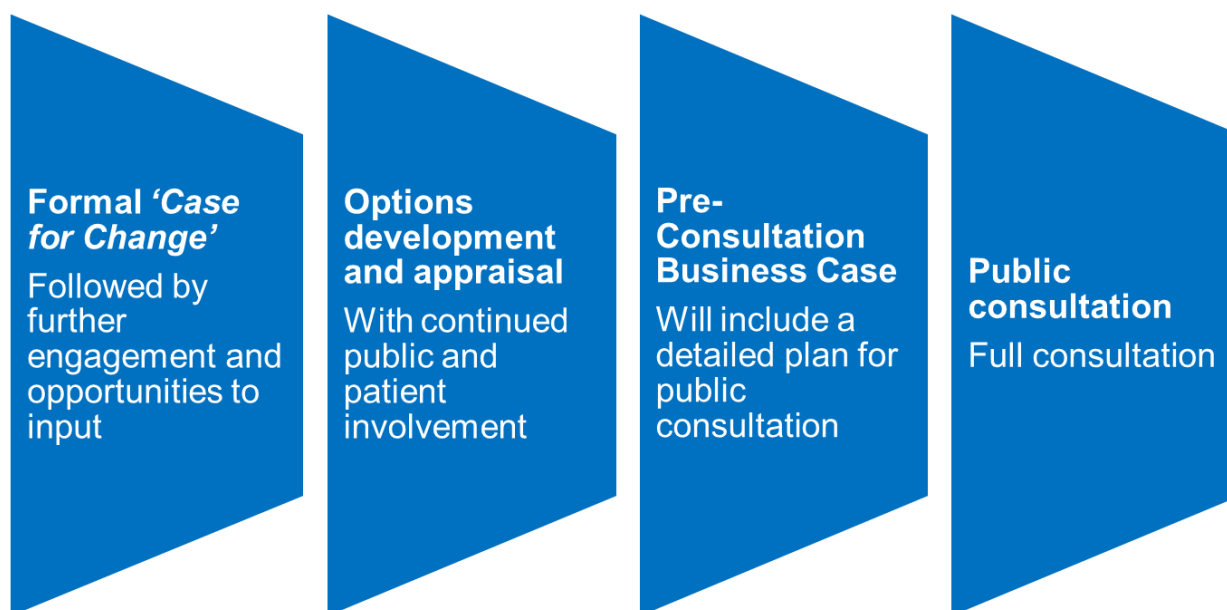 Formal ‘Case
for Change’
Followed by
further
engagement and
opportunities to
input
Options
development
and appraisal
With continued
public and
patient
involvement
Pre-
Consultation
Business Case
Will include a
detailed plan for
public
consultation
Public
consultation
Full consultation